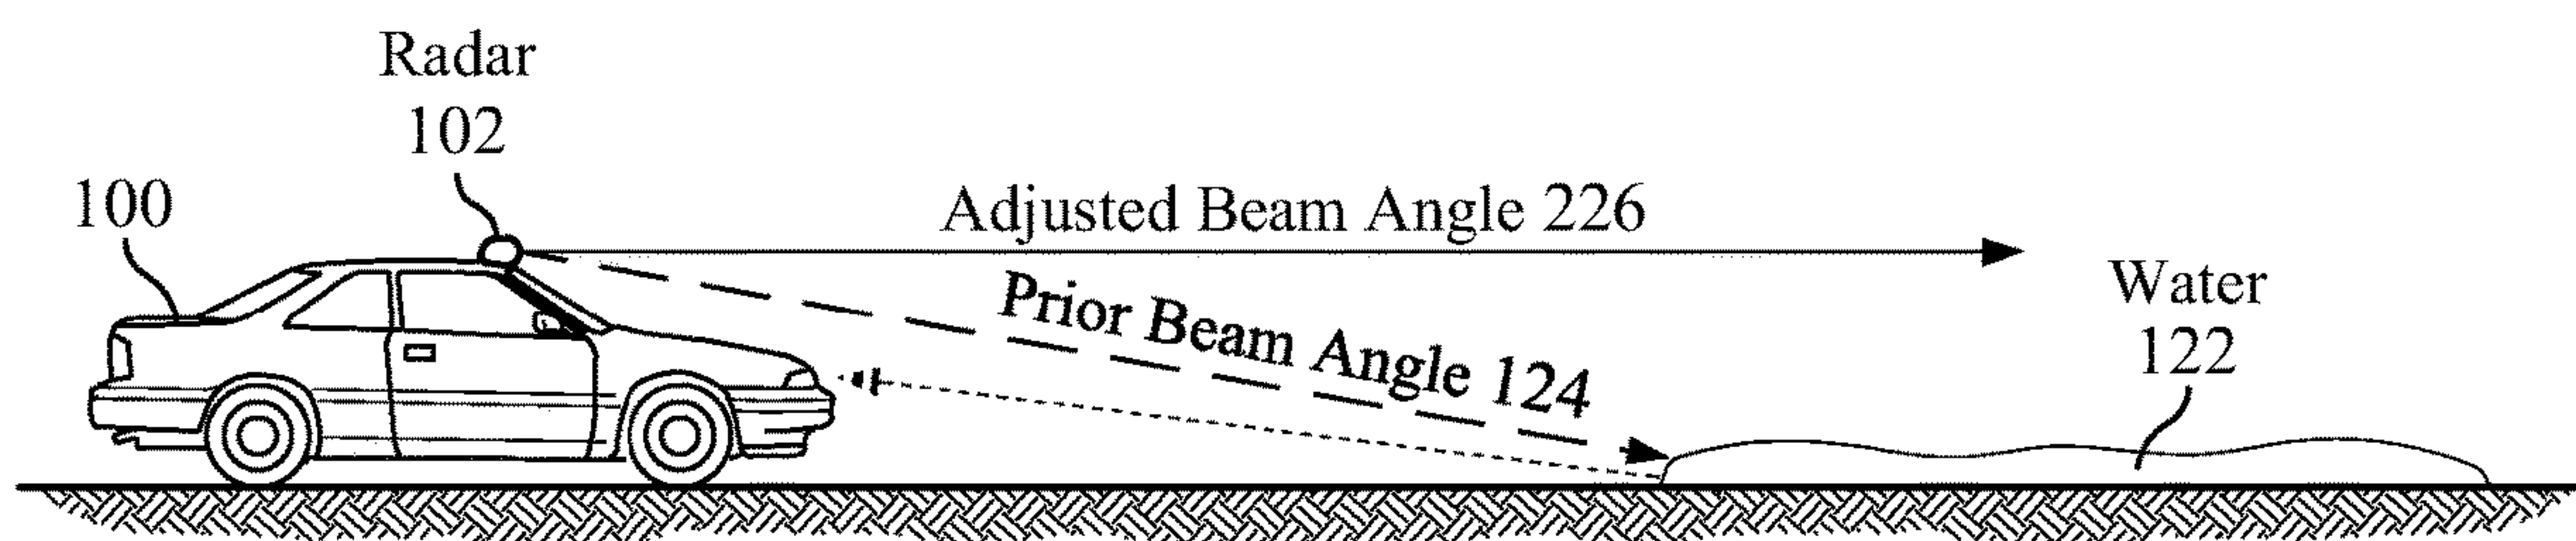 Radar
102
100
Adjusted Beam Angle 226
Prior Beam Angle 124
Water
122